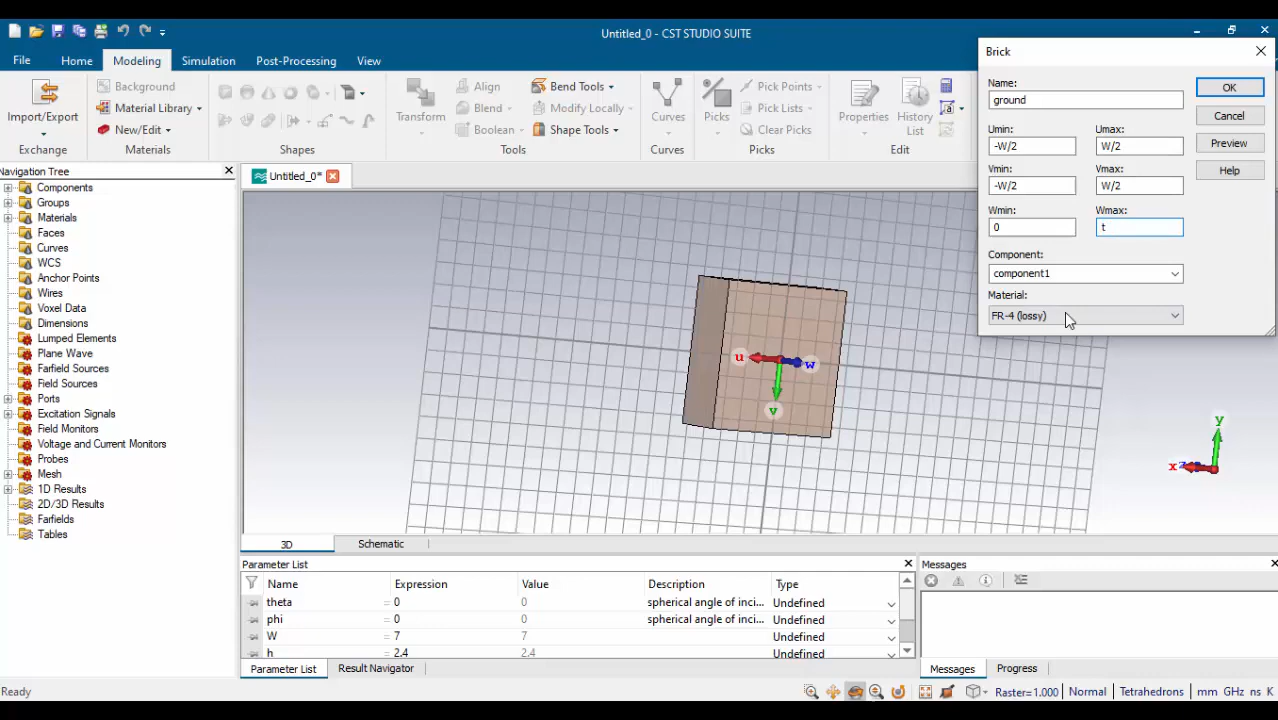 Untitled_0 - CST STUDIO SUITE
File
Home
Modeling
Simulation
Post-Processing
View
Import/Export
Exchange
Background
Material Library
New/Edit
Materials
Shapes
Transform
Align
Blend
Boolean
Bend Tools
Modify Locally
Shape Tools
Tools
Curves
Curves
Picks
Pick Points
Pick Lists
Clear Picks
Picks
Properties
History
List
Edit
Brick
Name:
ground
OK
Cancel
Preview
Help
Umin:
Umax:
-W/2
W/2
Vmin:
Vmax:
-W/2
W/2
Wmin:
Wmax:
0
t
Component:
component1
Material:
FR-4 (lossy)
Navigation Tree
Components
Groups
Materials
Faces
Curves
WCS
Anchor Points
Wires
Voxel Data
Dimensions
Lumped Elements
Plane Wave
Farfield Sources
Field Sources
Ports
Excitation Signals
Field Monitors
Voltage and Current Monitors
Probes
Mesh
1D Results
2D/3D Results
Farfields
Tables
Untitled_0*
u
w
v
y
x
z
3D
Schematic
Parameter List
Name Expression Value Description Type
theta = 0 0 spherical angle of inci... Undefined
phi = 0 0 spherical angle of inci... Undefined
W = 7 7 Undefined
h = 2.4 2.4 Undefined
Parameter List
Result Navigator
Messages
Messages
Progress
Ready
Raster=1.000
Normal
Tetrahedrons
mm GHz ns K